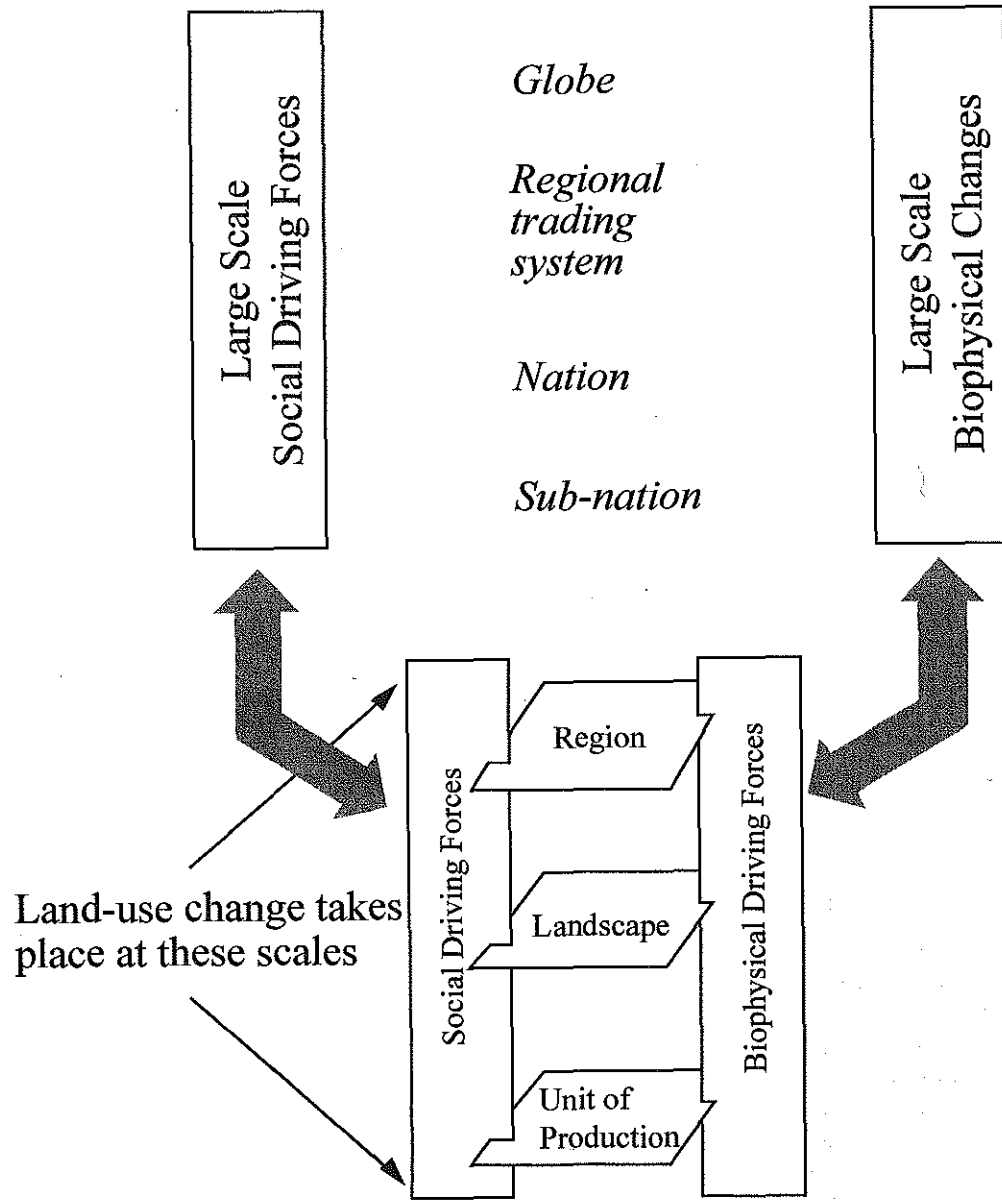 Large Scale
Social Driving Forces
Globe
Regional
trading
system
Nation
Sub-nation
Large Scale
Biophysical Changes
Land-use change takes
place at these scales
Social Driving Forces
Region
Landscape
Unit of
Production
Biophysical Driving Forces